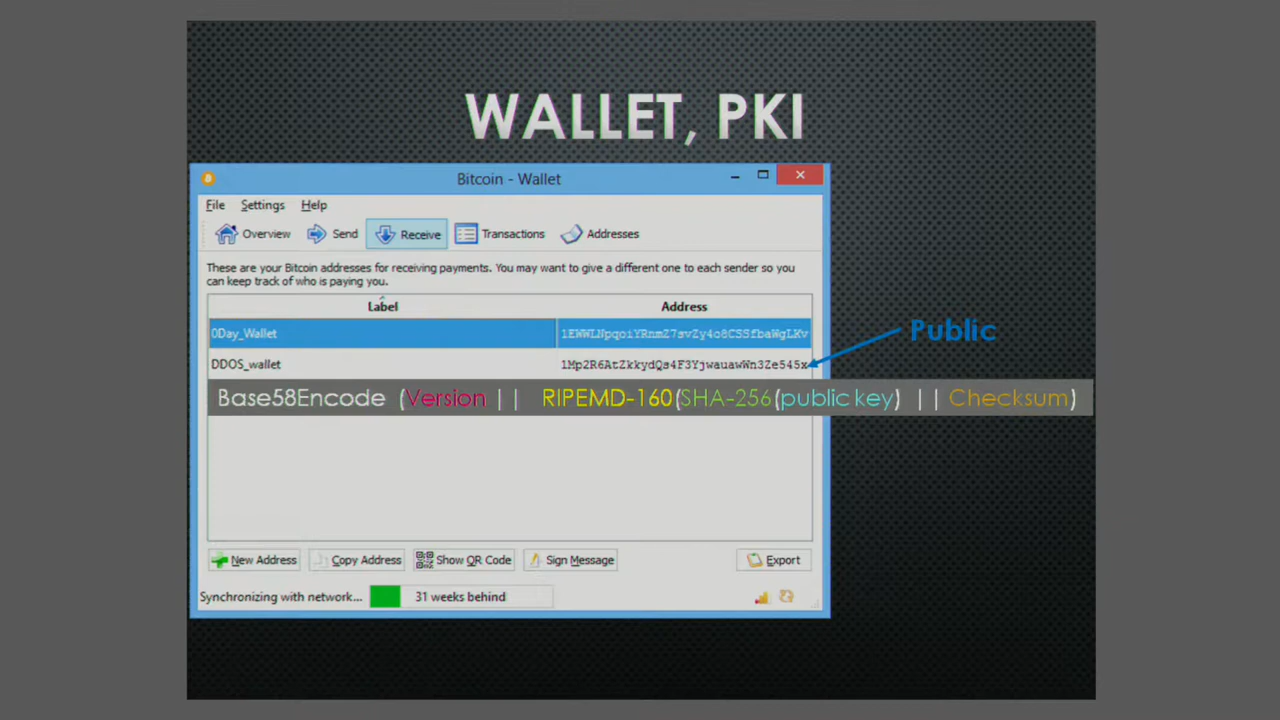 WALLET, PKI
Bitcoin - Wallet
File Settings Help
Overview Send Receive Transactions Addresses
These are your Bitcoin addresses for receiving payments. You may want to give a different one to each sender so you
can keep track of who is paying you.
Label Address
0Day_Wallet 1EWWLNpqoiYRnmZ7svZy4o8CSSfbaWgLKv
DDOS_wallet 1Mp2R6AtZkkydQs4F3YjwauawWn3Ze545x
Public
Base58Encode (Version || RIPEMD-160(SHA-256(public key) || Checksum)
New Address Copy Address Show QR Code Sign Message Export
Synchronizing with network... 31 weeks behind